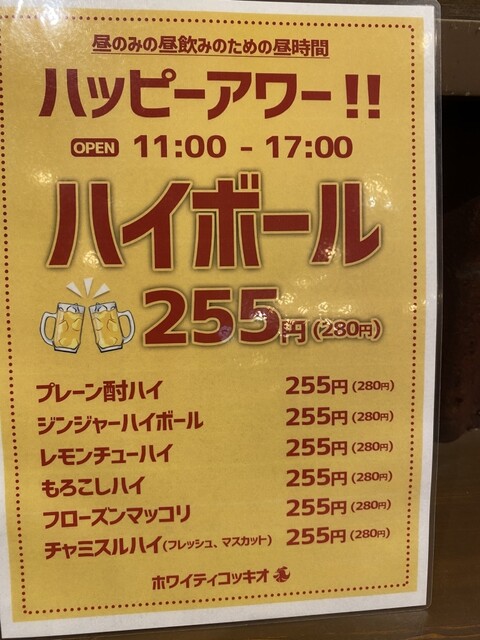 昼のみの昼飲みのための昼時間
ハッピーアワー!!
OPEN 11:00 - 17:00
ハイボール
255円(280円)
プレーン酎ハイ 255円(280円)
ジンジャーハイボール 255円(280円)
レモンチューハイ 255円(280円)
もろこしハイ 255円(280円)
フローズンマッコリ 255円(280円)
チャミスルハイ(フレッシュ、マスカット) 255円(280円)
ホワイティコッキオ